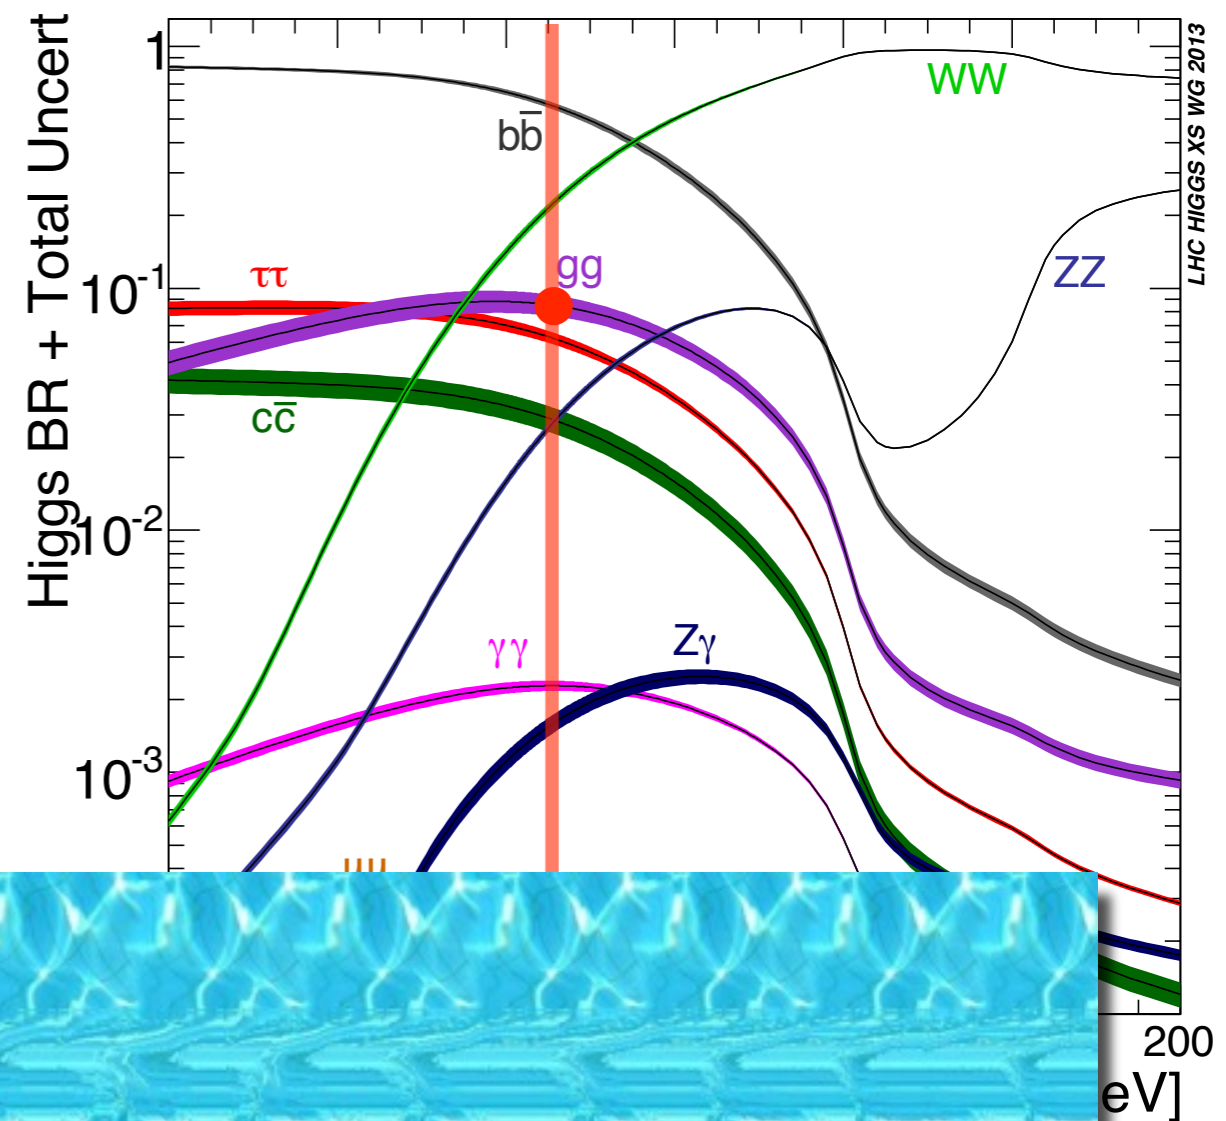 Higgs BR + Total Uncert
LHC HIGGS XS WG 2013
1
WW
bb̅
ττ
gg
ZZ
10-1
cc̅
10-2
γγ
Zγ
10-3
200
eV]